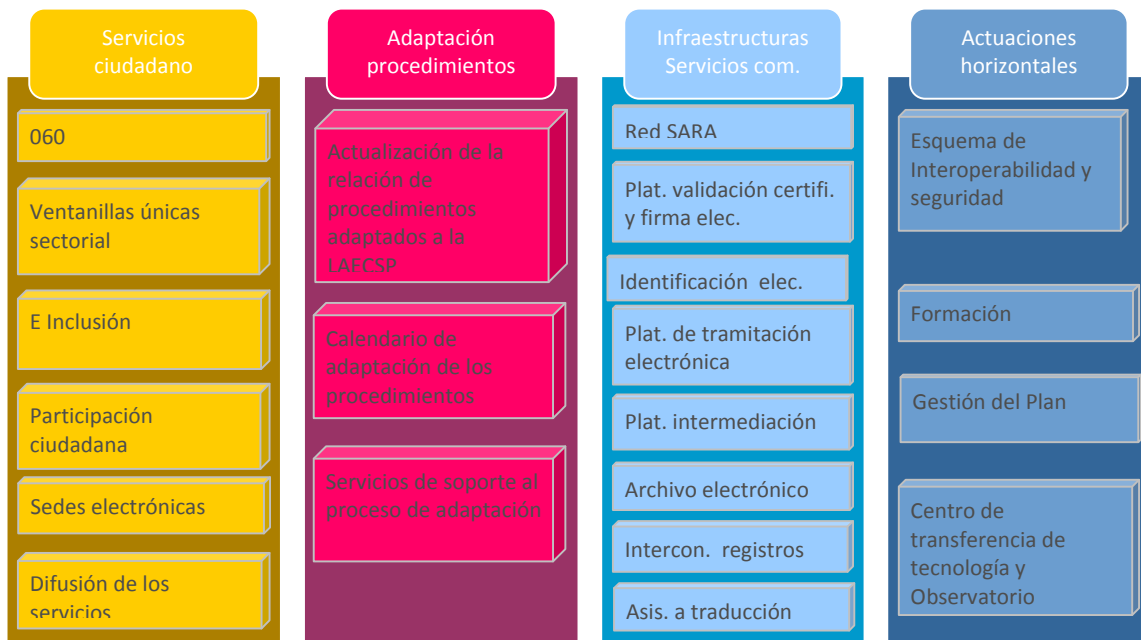 Servicios
ciudadano
060
Ventanillas únicas
sectorial
E Inclusión
Participación
ciudadana
Sedes electrónicas
Difusión de los
servicios
Adaptación
procedimientos
Actualización de la
relación de
procedimientos
adaptados a la
LAECSP
Calendario de
adaptación de los
procedimientos
Servicios de soporte al
proceso de adaptación
Infraestructuras
Servicios com.
Red SARA
Plat. validación certifi.
y firma elec.
Identificación elec.
Plat. de tramitación
electrónica
Plat. intermediación
Archivo electrónico
Intercon. registros
Asis. a traducción
Actuaciones
horizontales
Esquema de
Interoperabilidad y
seguridad
Formación
Gestión del Plan
Centro de
transferencia de
tecnología y
Observatorio